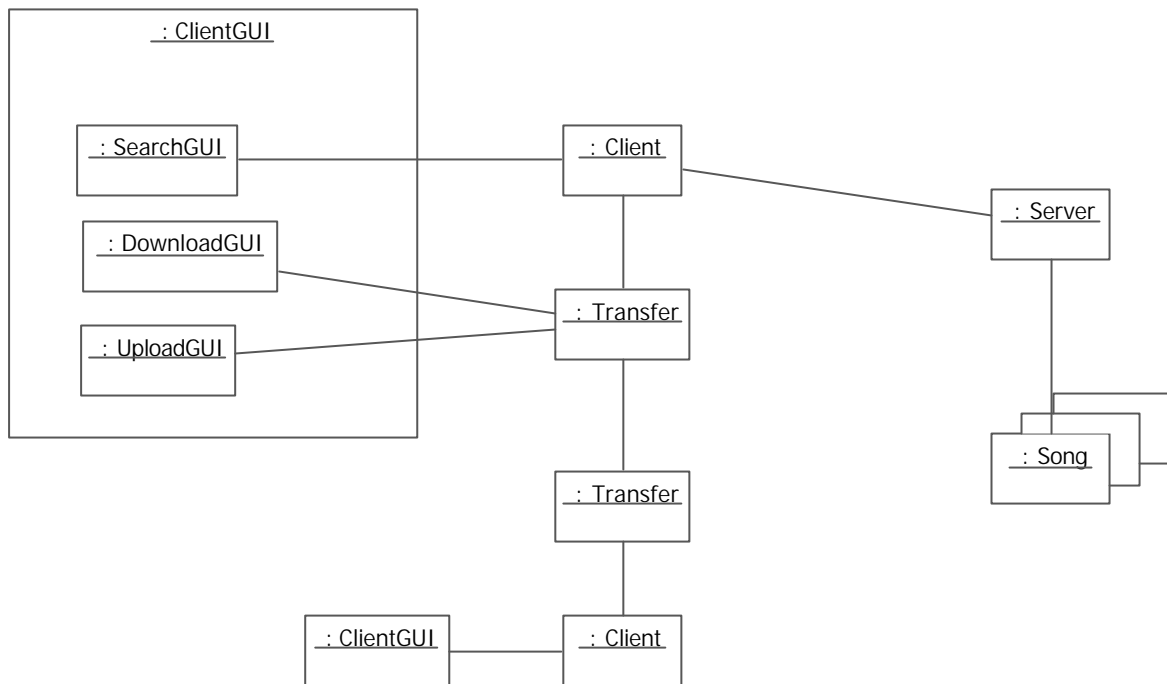 : ClientGUI
: SearchGUI
: Client
: Server
: DownloadGUI
: Transfer
: UploadGUI
: Song
: Transfer
: ClientGUI
: Client